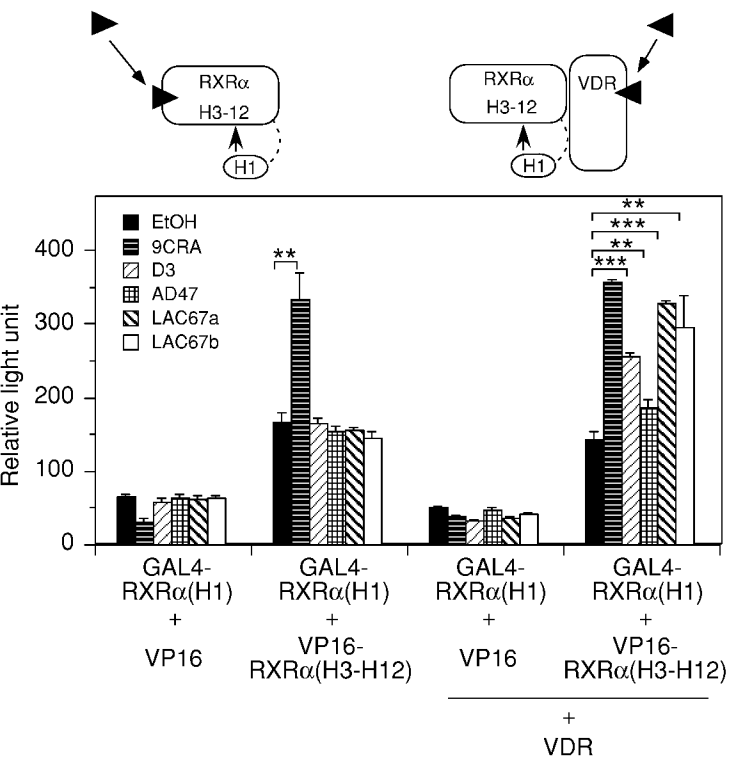 RXRα
H3-12
H1
RXRα
H3-12
VDR
H1
EtOH
9CRA
D3
AD47
LAC67a
LAC67b
**
**
***
**
***
Relative light unit
400
300
200
100
0
GAL4-
RXRα(H1)
+
VP16
GAL4-
RXRα(H1)
+
VP16-
RXRα(H3-H12)
GAL4-
RXRα(H1)
+
VP16
GAL4-
RXRα(H1)
+
VP16-
RXRα(H3-H12)
+
VDR